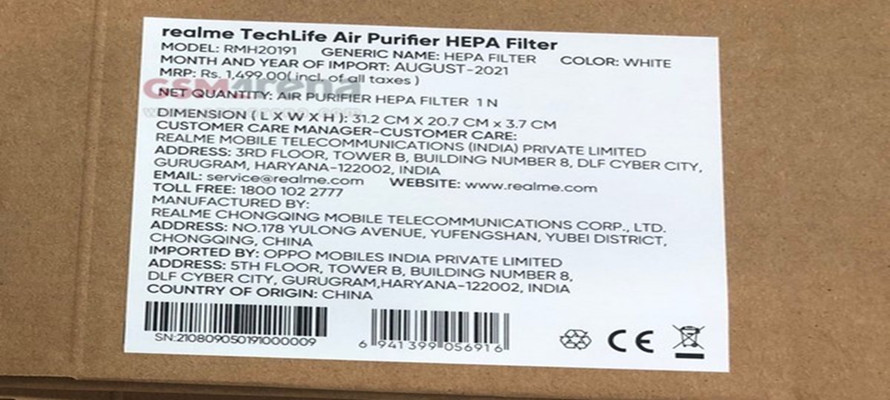 realme TechLife Air Purifier HEPA Filter
MODEL: RMH20191 GENERIC NAME: HEPA FILTER COLOR: WHITE
MONTH AND YEAR OF IMPORT: AUGUST-2021
MRP: Rs. 1,499.00( incl. of all taxes )
GSMArena
NET QUANTITY: AIR PURIFIER HEPA FILTER 1 N
DIMENSION ( L X W X H ): 31.2 CM X 20.7 CM x 3.7 CM
CUSTOMER CARE MANAGER-CUSTOMER CARE:
REALME MOBILE TELECOMMUNICATIONS (INDIA) PRIVATE LIMITED
ADDRESS: 3RD FLOOR, TOWER B, BUILDING NUMBER 8, DLF CYBER CITY,
GURUGRAM, HARYANA-122002, INDIA
EMAIL: service@realme.com WEBSITE: www.realme.com
TOLL FREE: 1800 102 2777
MANUFACTURED BY:
REALME CHONGQING MOBILE TELECOMMUNICATIONS CORP., LTD.
ADDRESS: NO.178 YULONG AVENUE, YUFENGSHAN, YUBEI DISTRICT,
CHONGQING, CHINA
IMPORTED BY: OPPO MOBILES INDIA PRIVATE LIMITED
ADDRESS: 5TH FLOOR, TOWER B, BUILDING NUMBER 8,
DLF CYBER CITY, GURUGRAM,HARYANA-122002, INDIA
COUNTRY OF ORIGIN: CHINA
SN:210809050191000009
6 941399 056916
CE